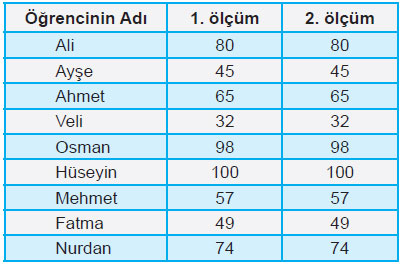 Öğrencinin Adı 1. ölçüm 2. ölçüm
Ali 80 80
Ayşe 45 45
Ahmet 65 65
Veli 32 32
Osman 98 98
Hüseyin 100 100
Mehmet 57 57
Fatma 49 49
Nurdan 74 74